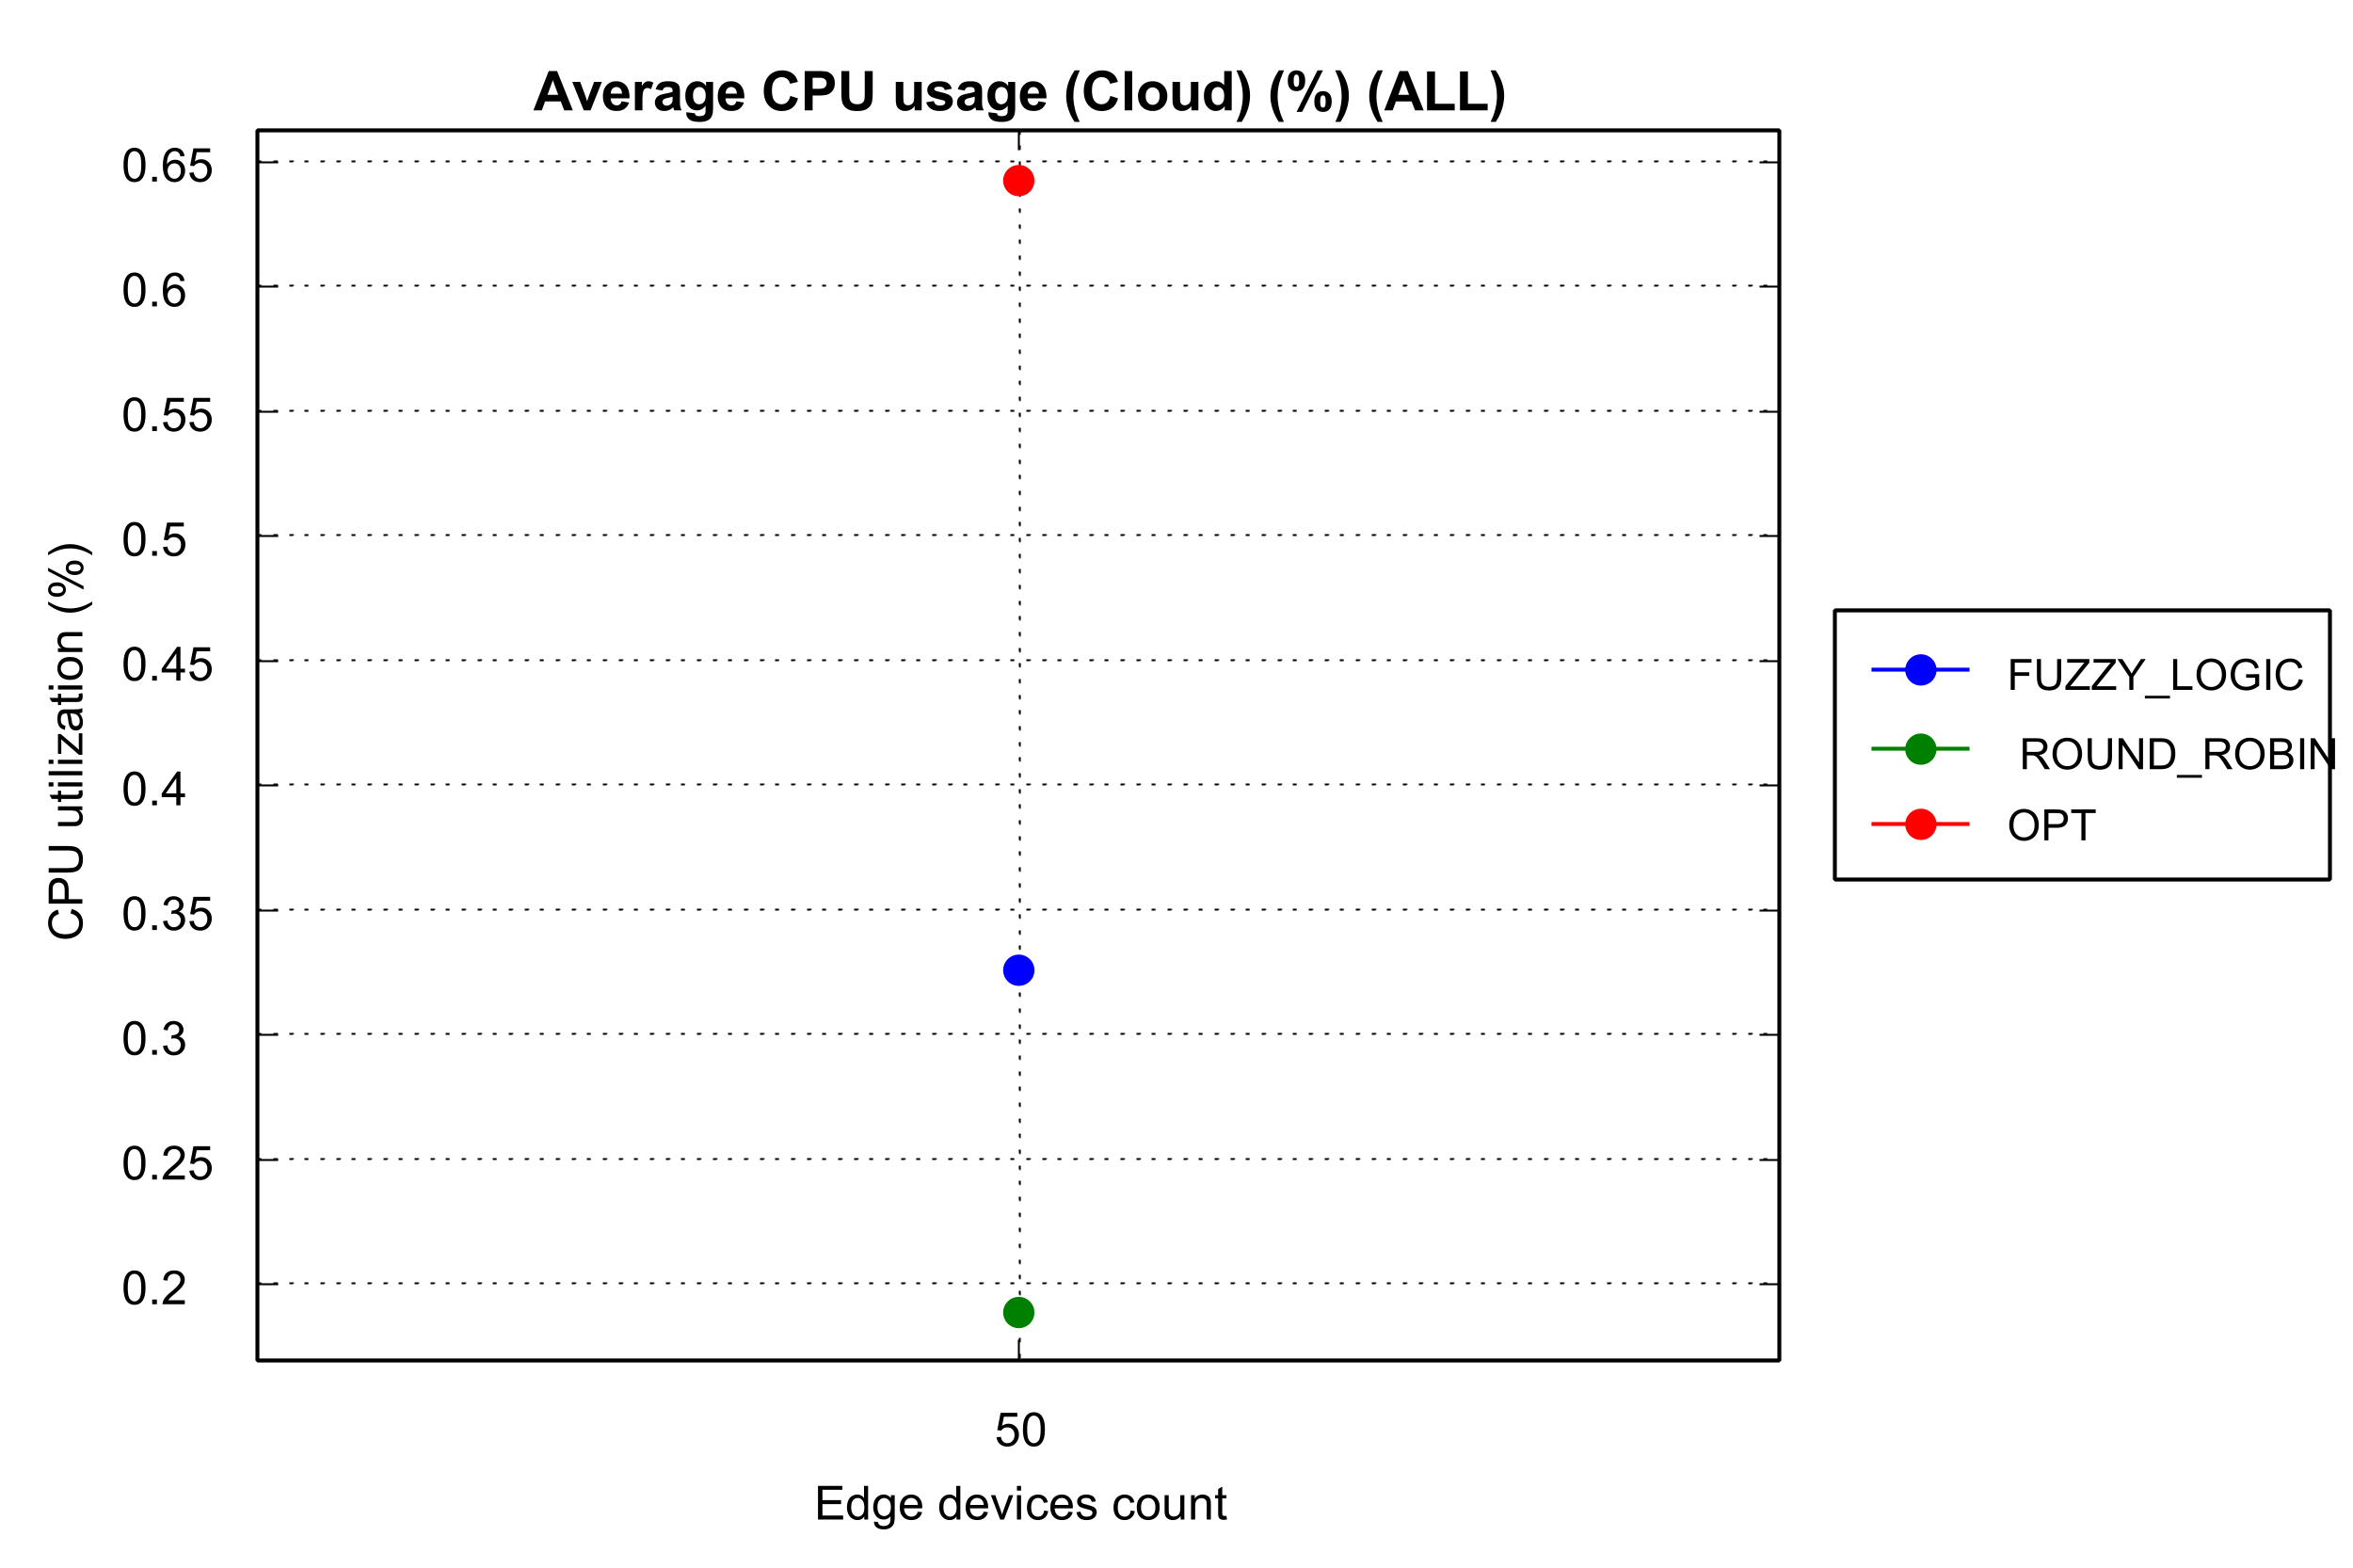 Average CPU usage (Cloud) (%) (ALL)
0.65
0.6
0.55
0.5
0.45
0.4
0.35
0.3
0.25
0.2
CPU utilization (%)
50
Edge devices count
FUZZY_LOGIC
ROUND_ROBIN
OPT